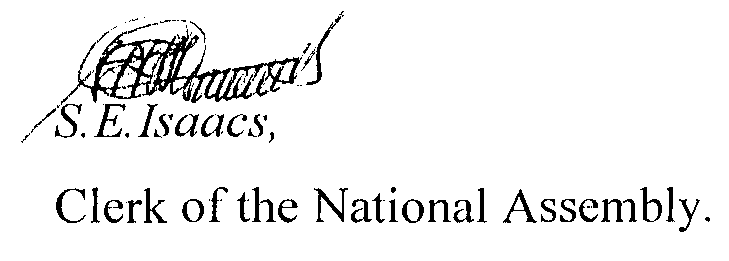 S. E. Isaacs,
Clerk of the National Assembly.